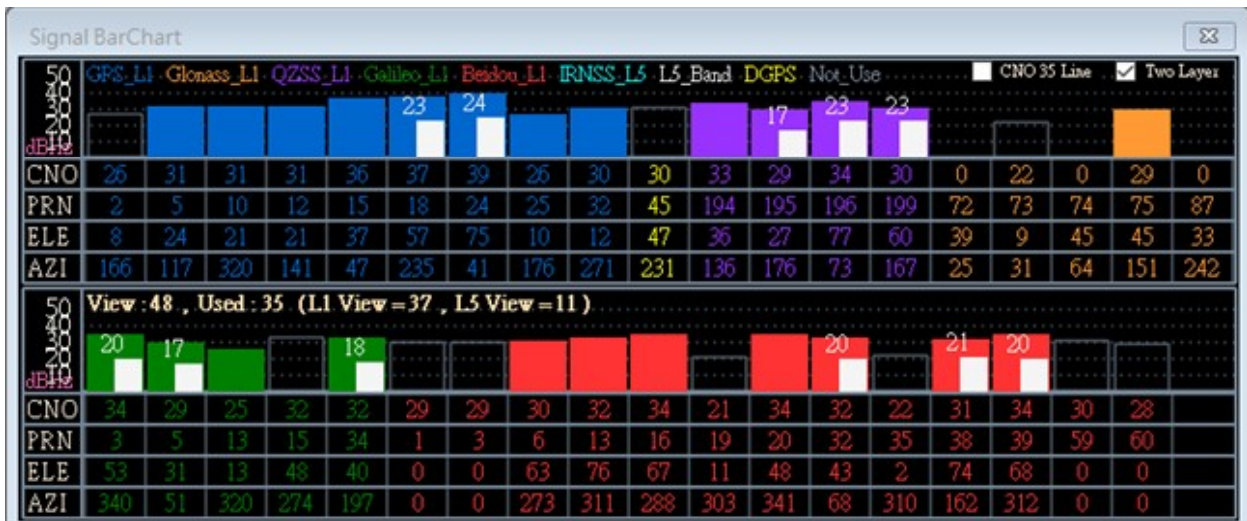 Signal BarChart
50 GPS_L1 Glonass_L1 QZSS_L1 Galileo_L1 Beidou_L1 IRNSS_L5 L5_Band DGPS Not_Use CNO 35 Line Two Layer
40
30
20
10
dBHz
23 24 17 23 23
CNO 26 31 31 31 36 37 39 26 30 30 33 29 34 30 0 22 0 29 0
PRN 2 5 10 12 15 18 24 25 32 45 194 195 196 199 72 73 74 75 87
ELE 8 24 21 21 37 57 75 10 12 47 36 27 77 60 39 9 45 45 33
AZI 166 117 320 141 47 235 41 176 271 231 136 176 73 167 25 31 64 151 242
50 View : 48 , Used : 35 (L1 View = 37 , L5 View = 11 )
40
30
20
10
dBHz
20 17 18 20 21 20
CNO 34 29 25 32 32 29 29 30 32 34 21 34 32 22 31 34 30 28
PRN 3 5 13 15 34 1 3 6 13 16 19 20 32 35 38 39 59 60
ELE 53 31 13 48 40 0 0 63 76 67 11 48 43 2 74 68 0 0
AZI 340 51 320 274 197 0 0 273 311 288 303 341 68 310 162 312 0 0